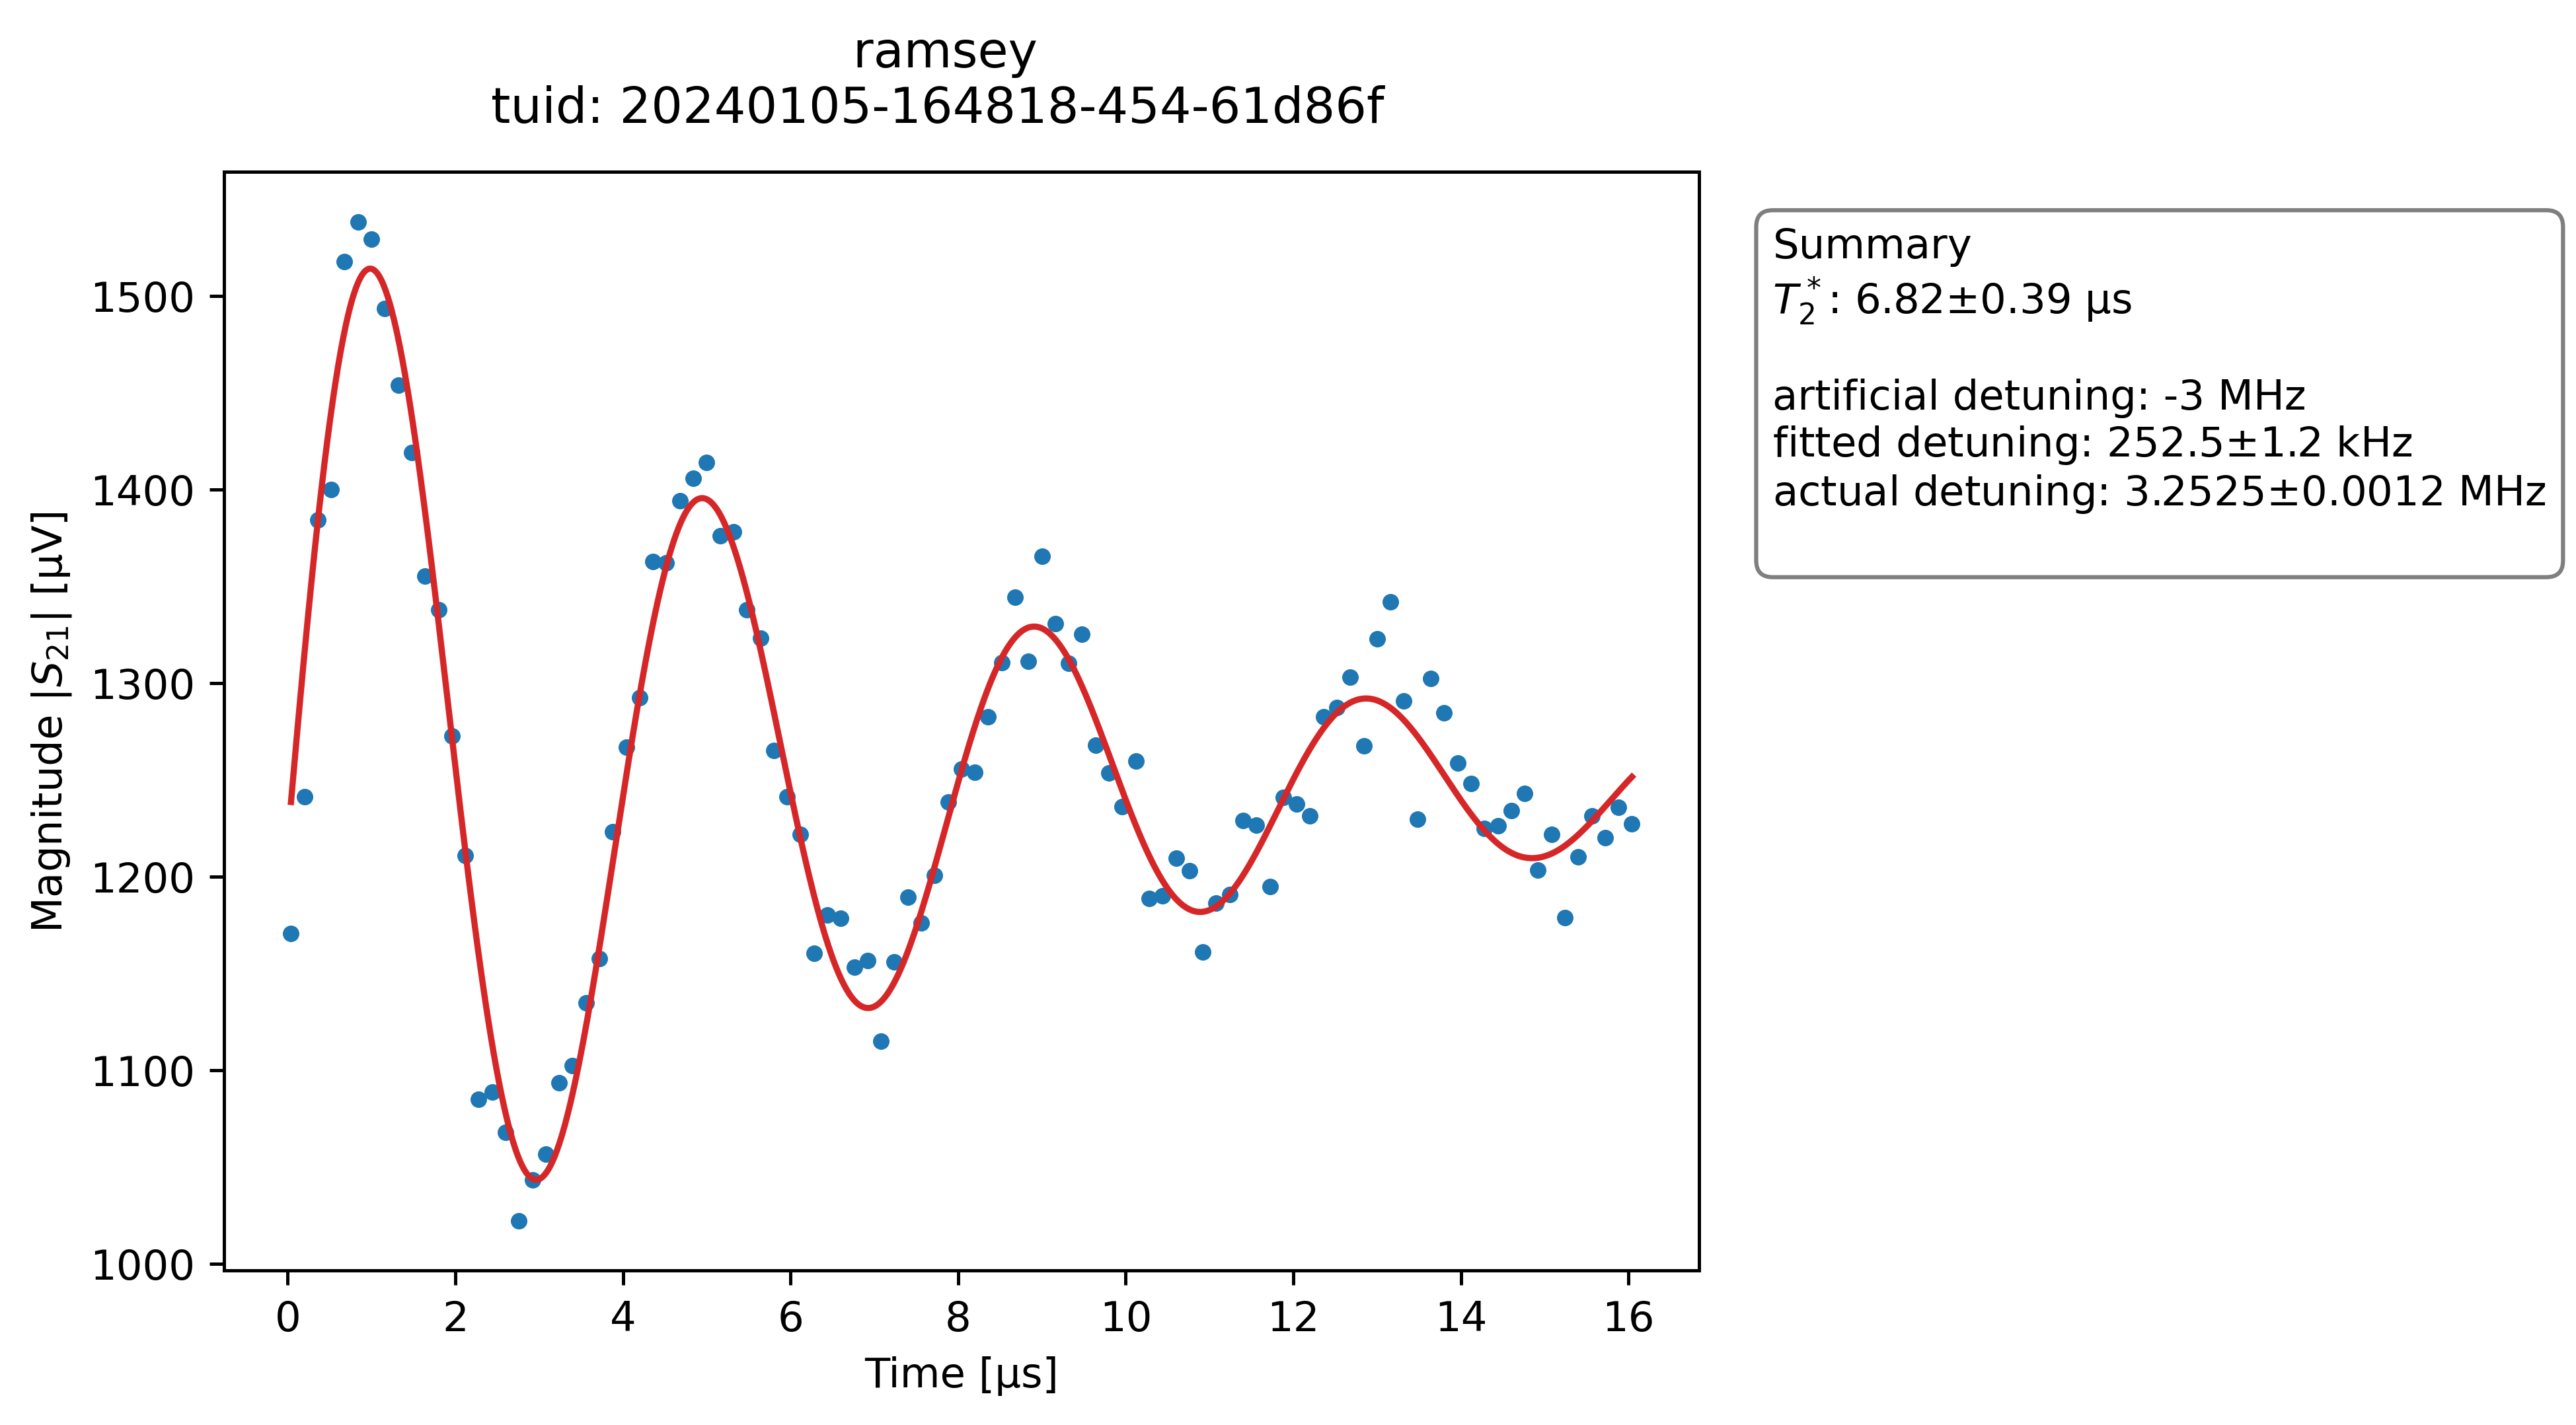 ramsey
tuid: 20240105-164818-454-61d86f
Magnitude |S₂₁| [µV]
1500
1400
1300
1200
1100
1000
0 2 4 6 8 10 12 14 16
Time [µs]
Summary
T₂*: 6.82±0.39 µs
artificial detuning: -3 MHz
fitted detuning: 252.5±1.2 kHz
actual detuning: 3.2525±0.0012 MHz